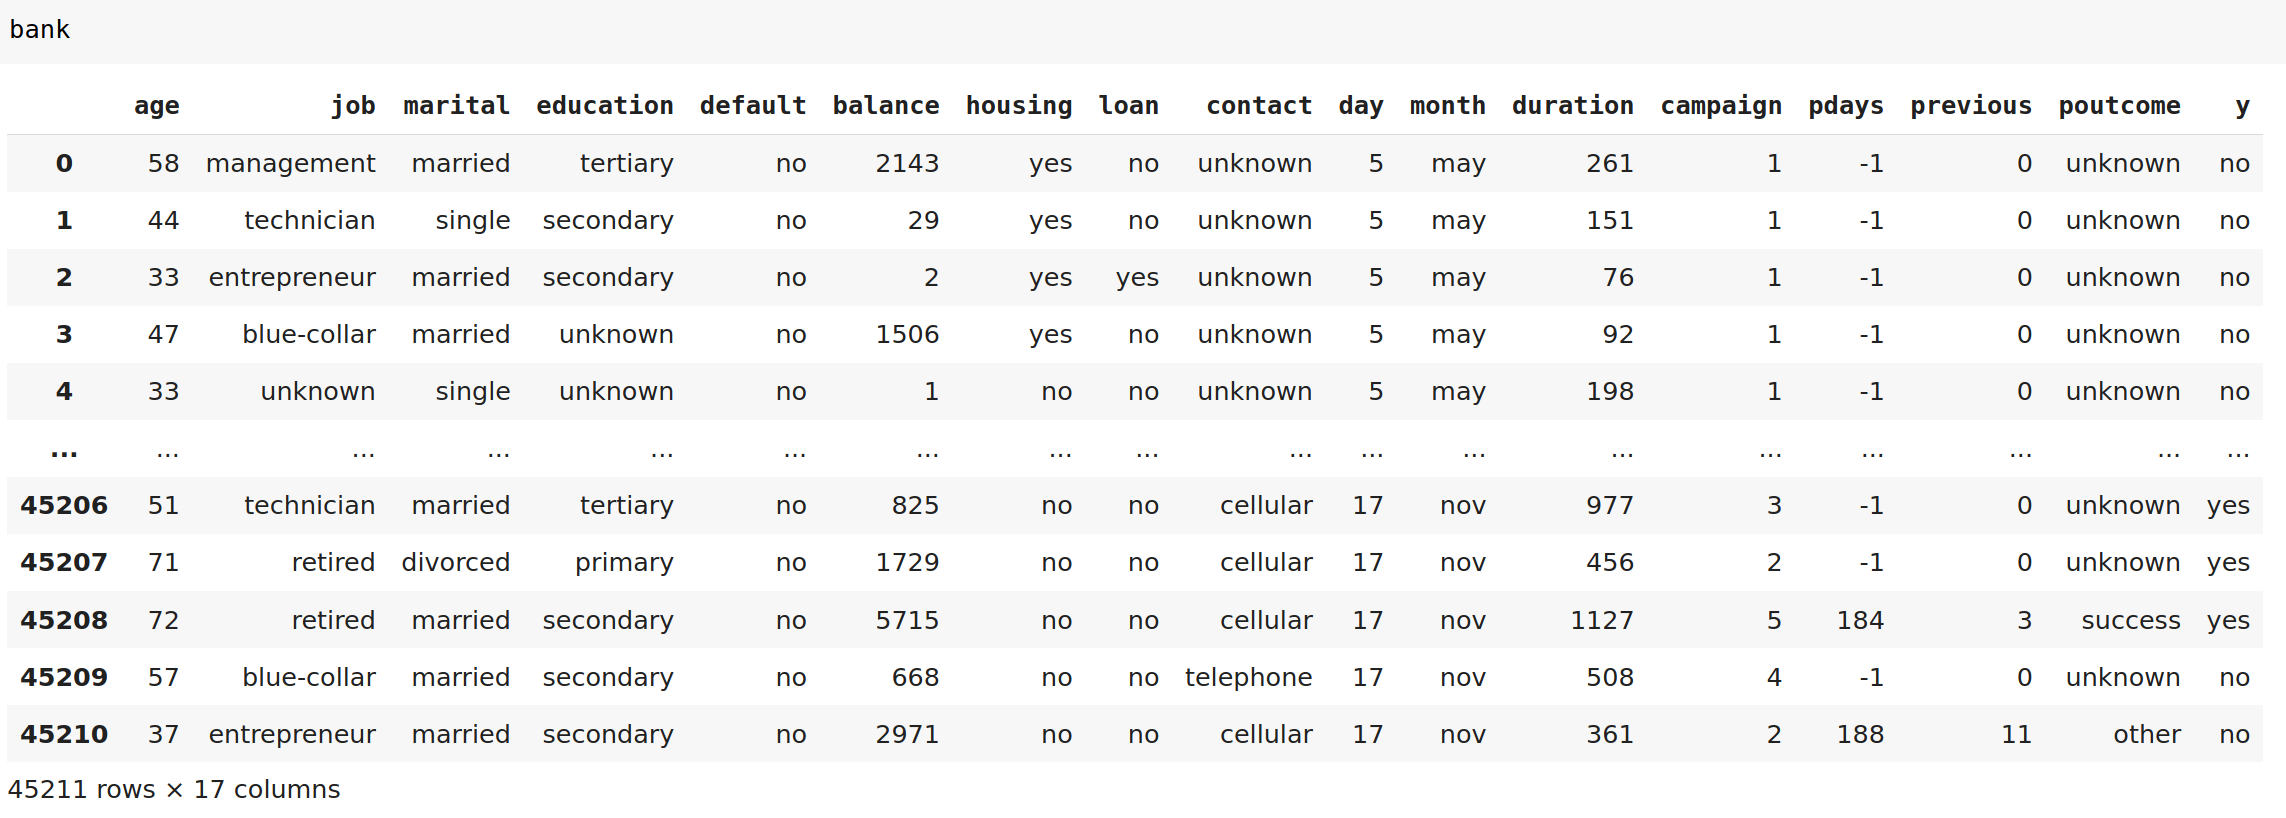 bank
age job marital education default balance housing loan contact day month duration campaign pdays previous poutcome y
0 58 management married tertiary no 2143 yes no unknown 5 may 261 1 -1 0 unknown no
1 44 technician single secondary no 29 yes no unknown 5 may 151 1 -1 0 unknown no
2 33 entrepreneur married secondary no 2 yes yes unknown 5 may 76 1 -1 0 unknown no
3 47 blue-collar married unknown no 1506 yes no unknown 5 may 92 1 -1 0 unknown no
4 33 unknown single unknown no 1 no no unknown 5 may 198 1 -1 0 unknown no
... ... ... ... ... ... ... ... ... ... ... ... ... ... ... ... ... ...
45206 51 technician married tertiary no 825 no no cellular 17 nov 977 3 -1 0 unknown yes
45207 71 retired divorced primary no 1729 no no cellular 17 nov 456 2 -1 0 unknown yes
45208 72 retired married secondary no 5715 no no cellular 17 nov 1127 5 184 3 success yes
45209 57 blue-collar married secondary no 668 no no telephone 17 nov 508 4 -1 0 unknown no
45210 37 entrepreneur married secondary no 2971 no no cellular 17 nov 361 2 188 11 other no
45211 rows × 17 columns